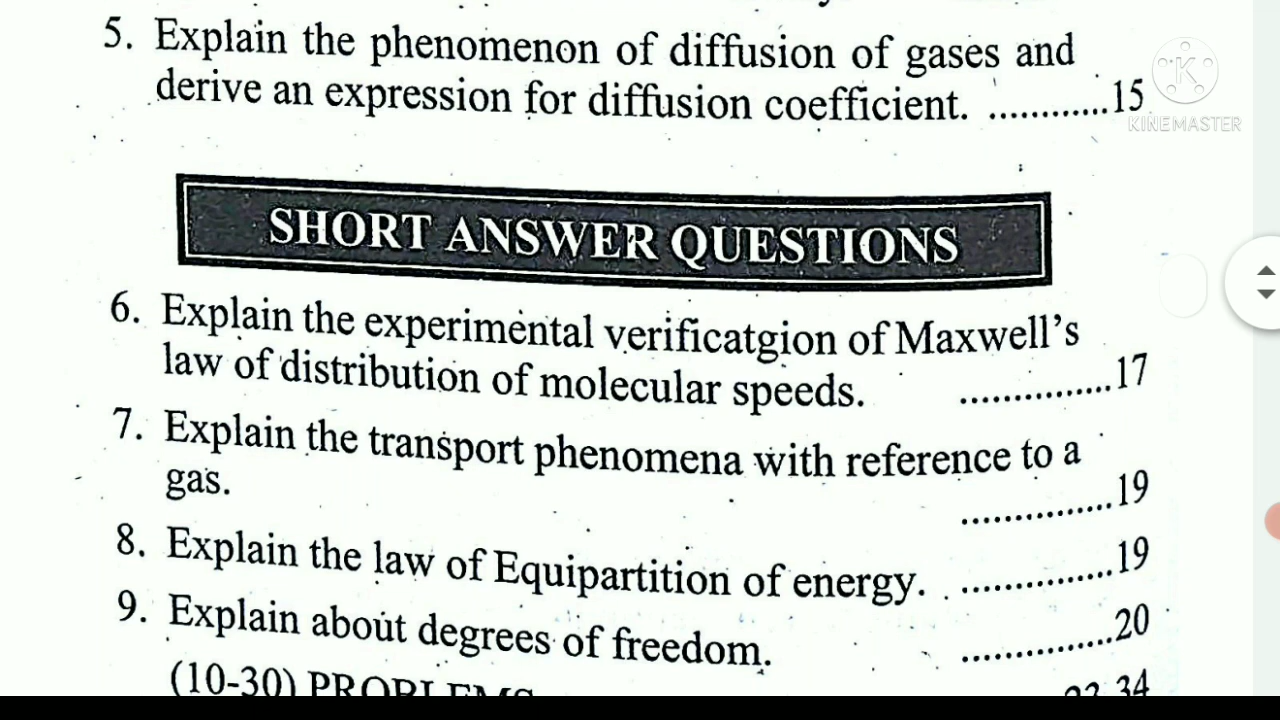 5. Explain the phenomenon of diffusion of gases and
derive an expression for diffusion coefficient. ............15
KINEMASTER
SHORT ANSWER QUESTIONS
6. Explain the experimental verificatgion of Maxwell's
law of distribution of molecular speeds. ...............17
7. Explain the transport phenomena with reference to a
gas. ...............19
8. Explain the law of Equipartition of energy. ...............19
9. Explain about degrees of freedom. ...............20
(10-30) PROBLEMS 34